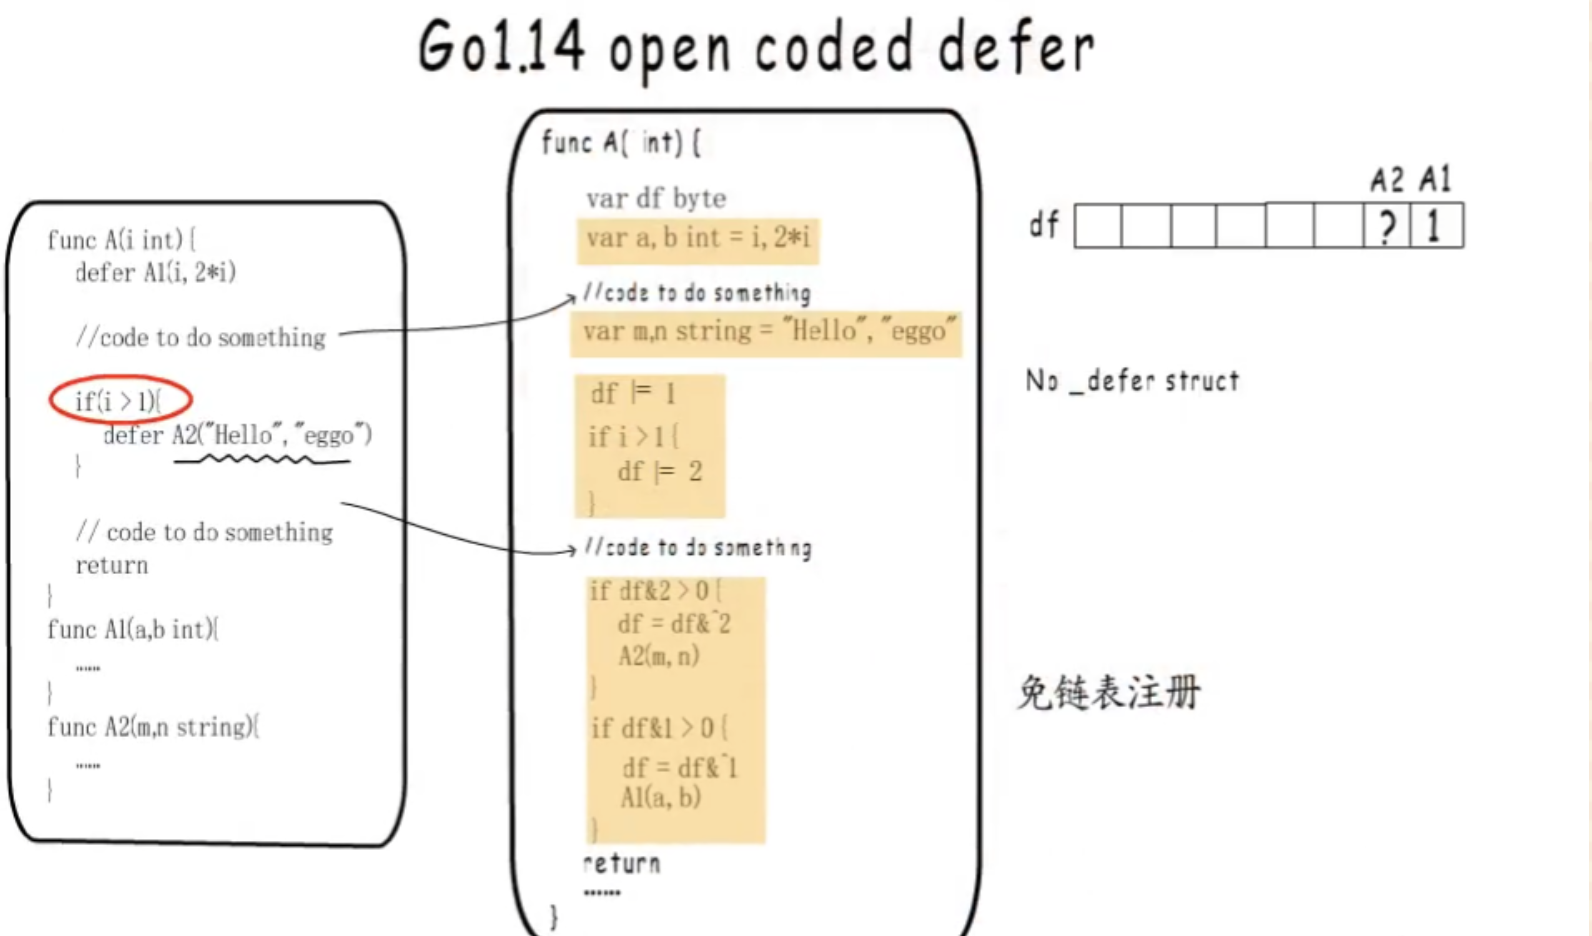 Go1.14 open coded defer
func A(i int){
defer A1(i, 2*i)
//code to do something
if(i > 1){
defer A2("Hello", "eggo")
}
// code to do something
return
}
func A1(a,b int){
......
}
func A2(m,n string){
......
}
func A( int) {
var df byte
var a, b int = i, 2*i
//code to do something
var m,n string = "Hello", "eggo"
df |= 1
if i >1{
df |= 2
}
//code to do something
if df&2 > 0{
df = df&^2
A2(m, n)
}
if df&1 > 0{
df = df&^1
A1(a, b)
}
return
......
}
A2 A1
df ? 1
No _defer struct
免链表注册